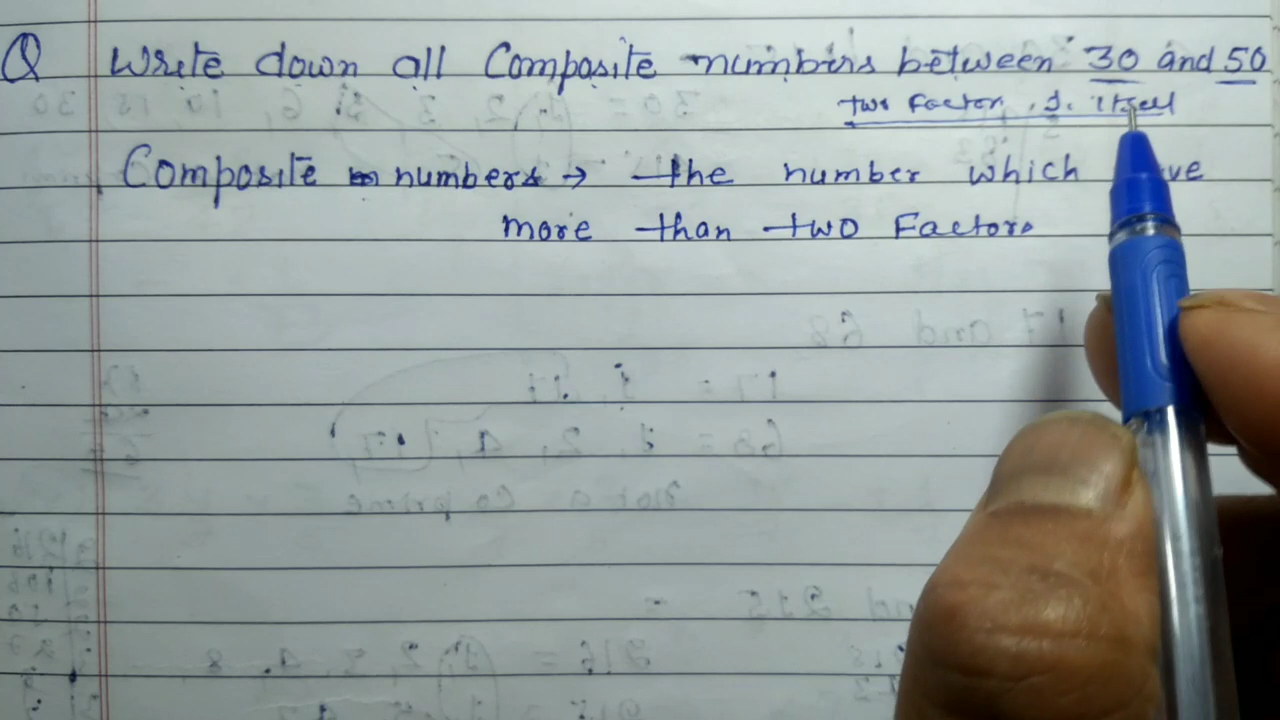 Q Write down all Composite numbers between 30 and 50
two Factor . 1. itself
Composite numbers → the number which
more than two Factors